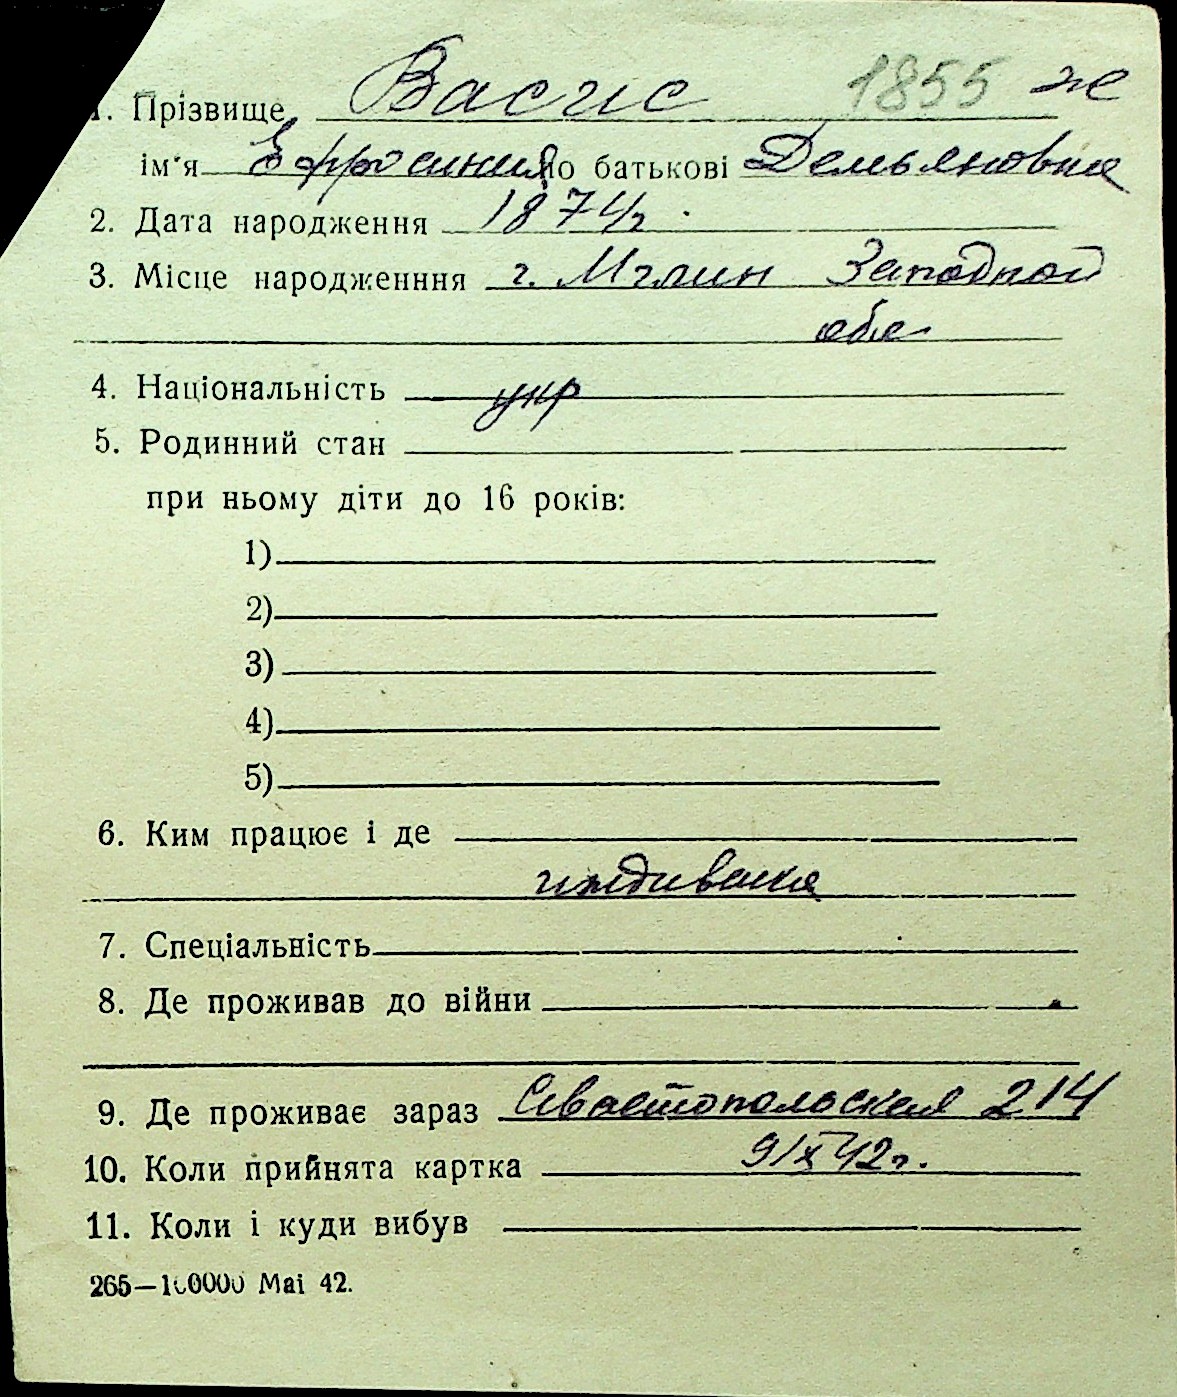 1. Прізвище Васис 1855 же
ім'я Ефросиния по батькові Демьяновна
2. Дата народження 1874г.
3. Місце народженння г. Мглин Западной
обл
4. Національність укр
5. Родинний стан
при ньому діти до 16 років:
1)
2)
3)
4)
5)
6. Ким працює і де
иждивенка
7. Спеціальність
8. Де проживав до війни
9. Де проживає зараз Севастопольская 214
10. Коли прийнята картка 9/X 42г.
11. Коли і куди вибув
265—100000 Mai 42.